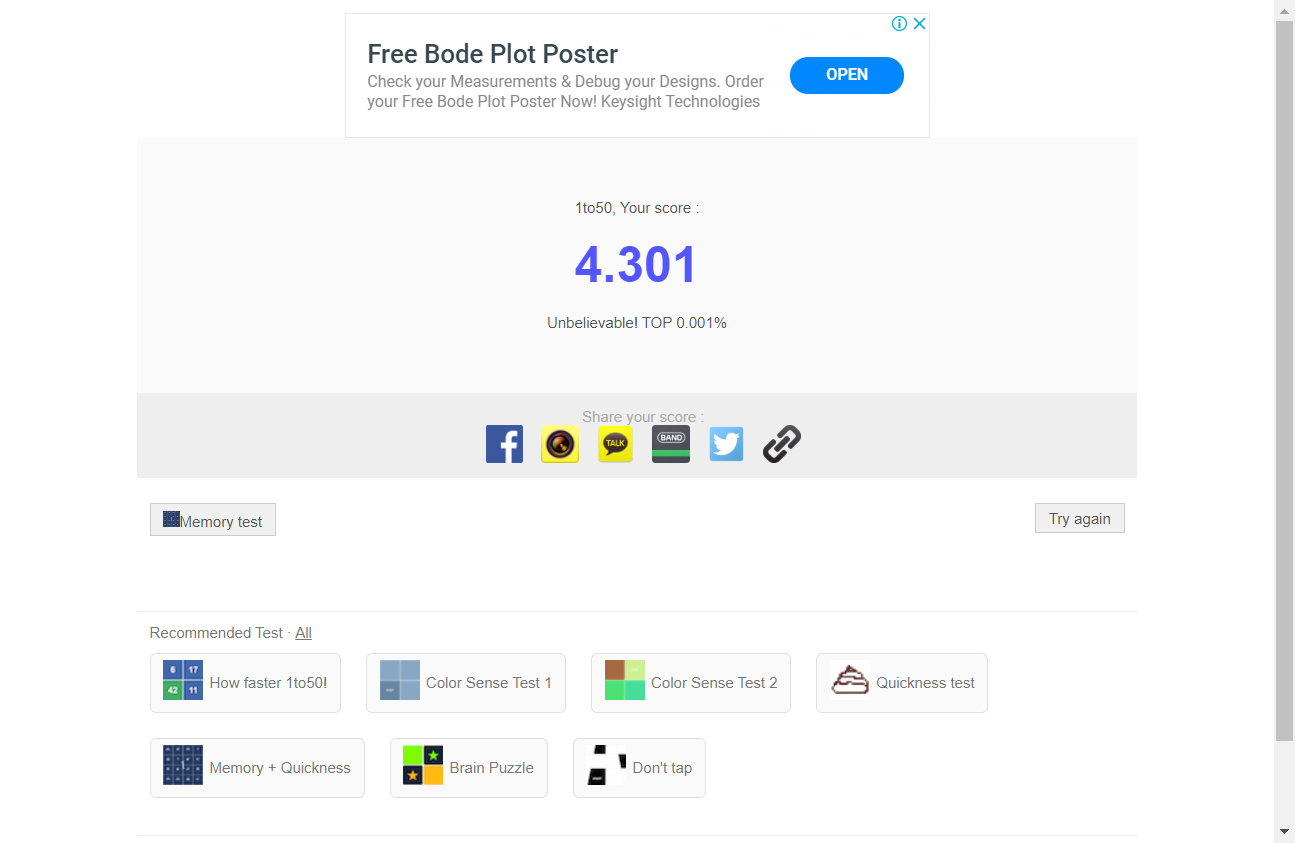 Free Bode Plot Poster
Check your Measurements & Debug your Designs. Order
your Free Bode Plot Poster Now! Keysight Technologies
OPEN
1to50, Your score :
4.301
Unbelievable! TOP 0.001%
Share your score :
TALK
BAND
Memory test
Try again
Recommended Test · All
6 17
42 11
How faster 1to50!
Color Sense Test 1
Color Sense Test 2
Quickness test
Memory + Quickness
Brain Puzzle
Don't tap